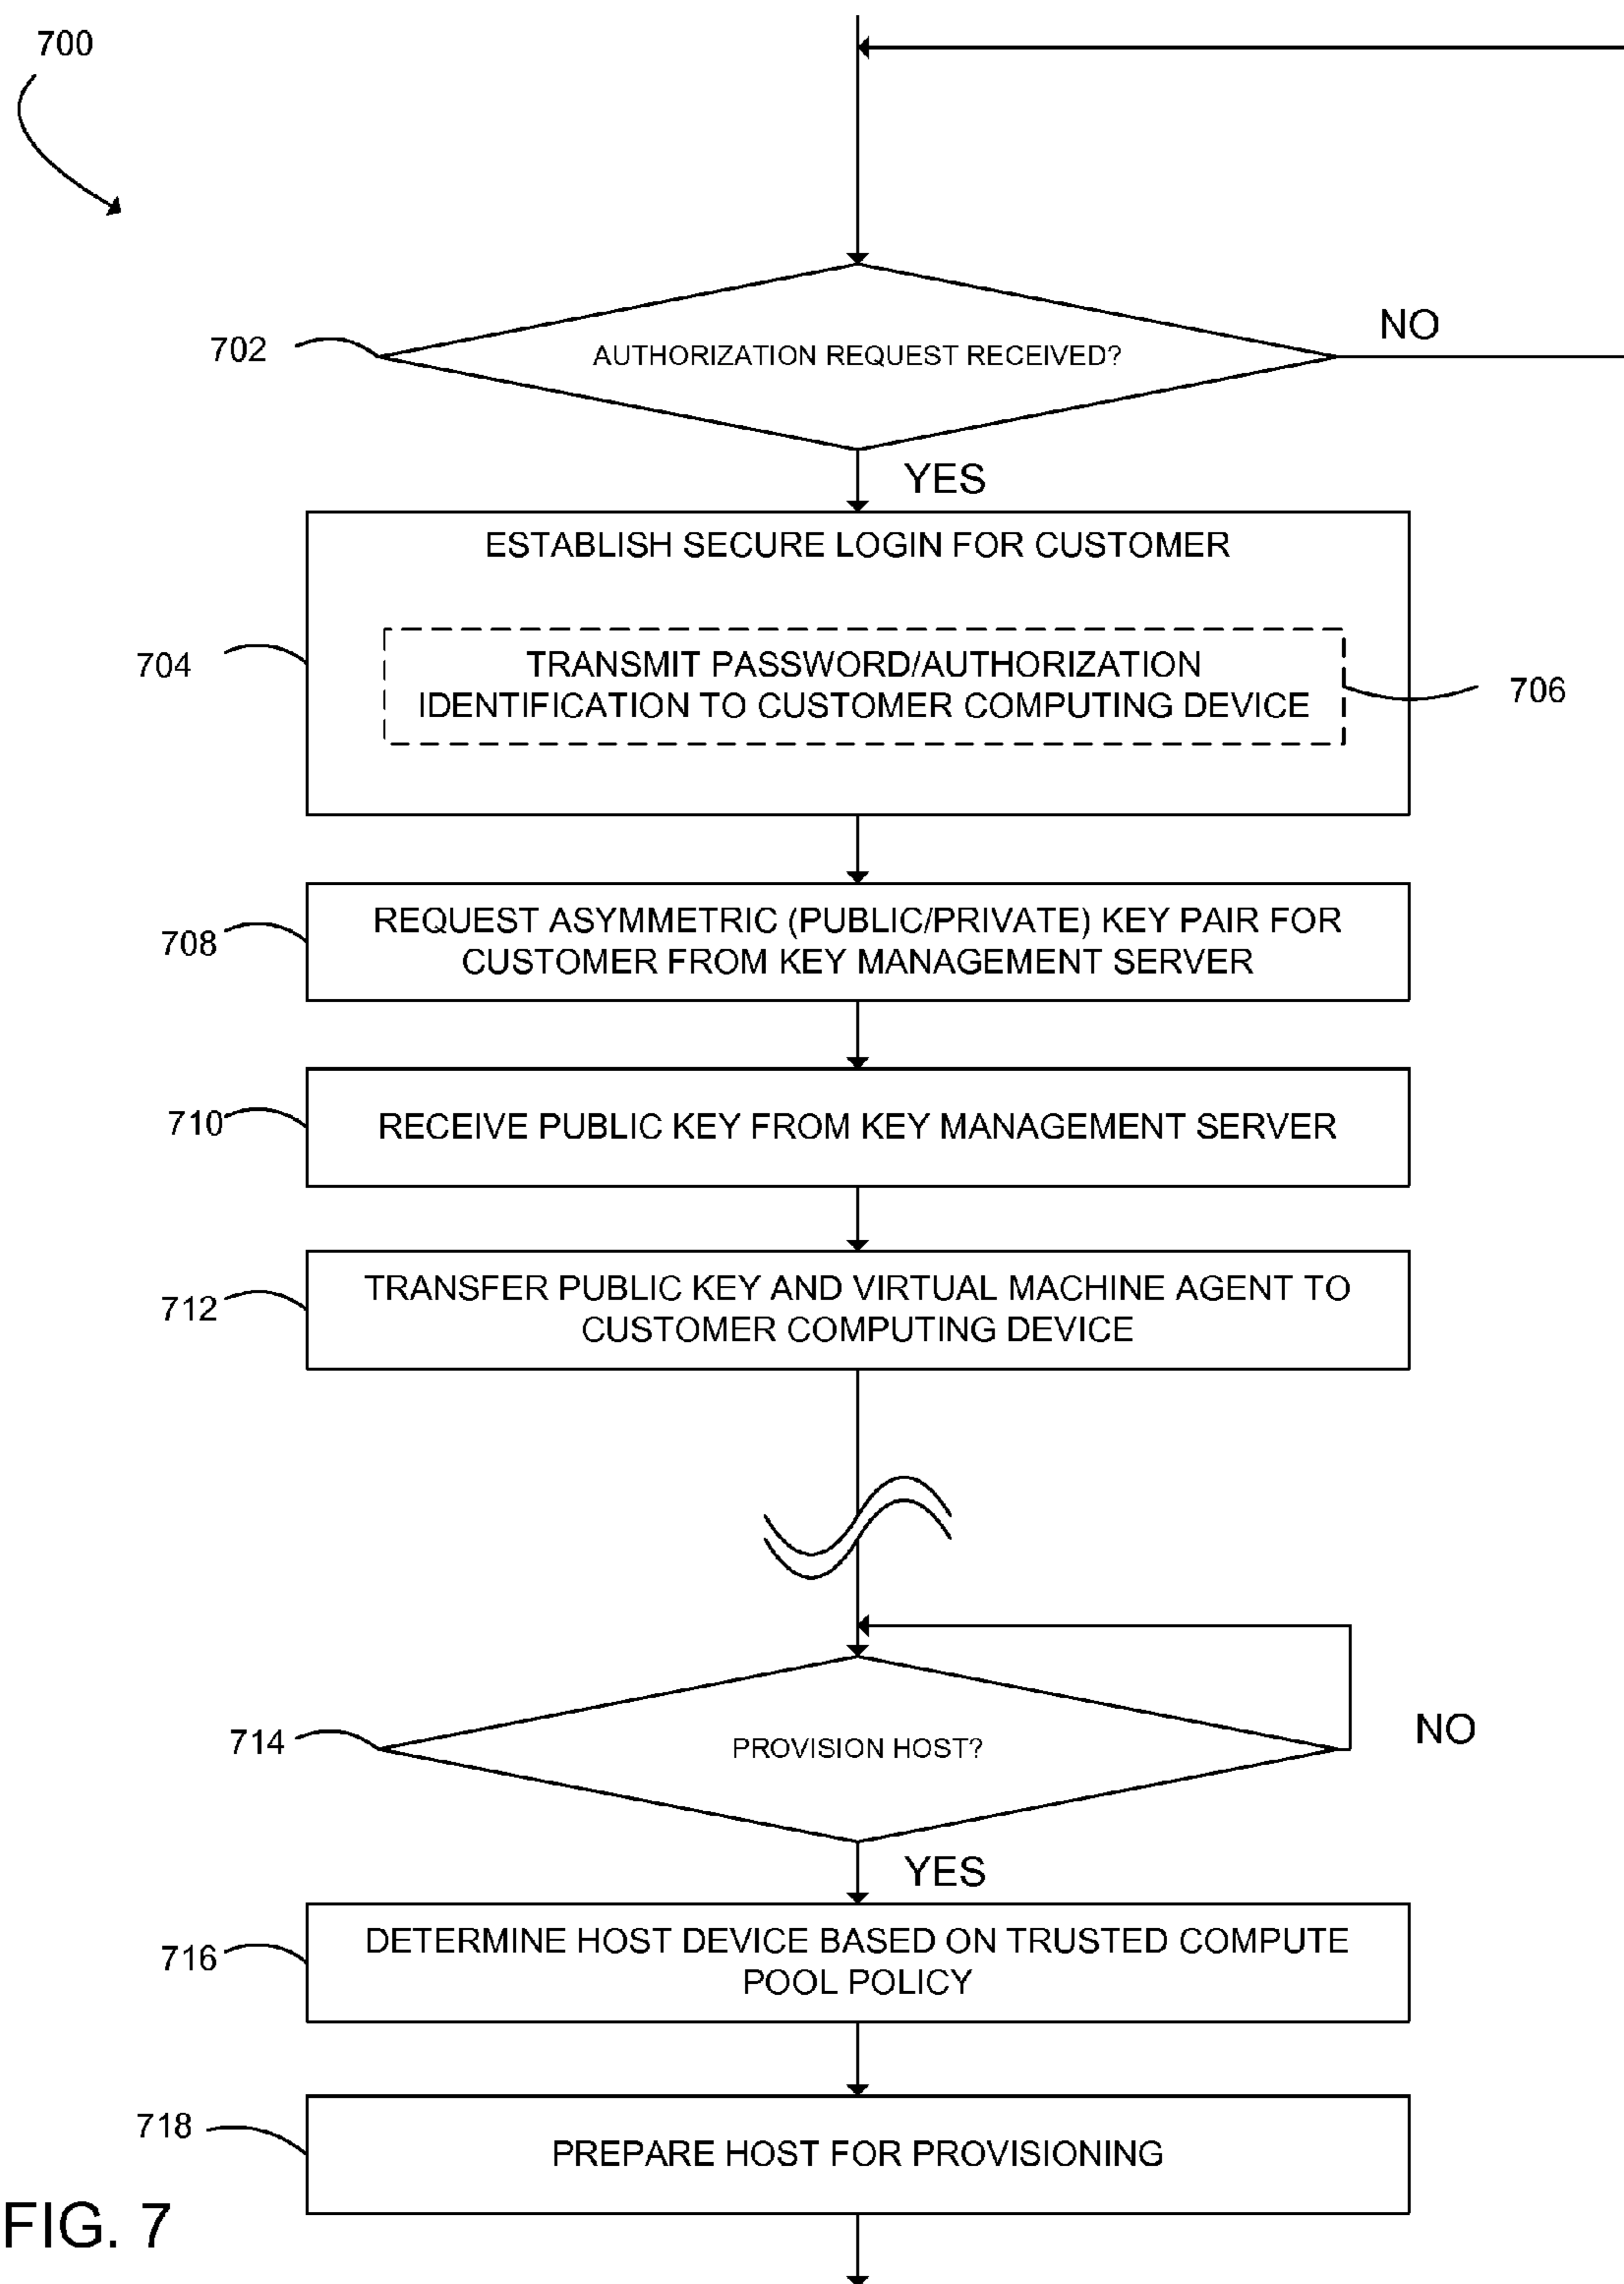 700
702
AUTHORIZATION REQUEST RECEIVED?
NO
YES
ESTABLISH SECURE LOGIN FOR CUSTOMER
704
TRANSMIT PASSWORD/AUTHORIZATION
IDENTIFICATION TO CUSTOMER COMPUTING DEVICE
706
708
REQUEST ASYMMETRIC (PUBLIC/PRIVATE) KEY PAIR FOR
CUSTOMER FROM KEY MANAGEMENT SERVER
710
RECEIVE PUBLIC KEY FROM KEY MANAGEMENT SERVER
712
TRANSFER PUBLIC KEY AND VIRTUAL MACHINE AGENT TO
CUSTOMER COMPUTING DEVICE
714
PROVISION HOST?
NO
YES
716
DETERMINE HOST DEVICE BASED ON TRUSTED COMPUTE
POOL POLICY
718
PREPARE HOST FOR PROVISIONING
FIG. 7